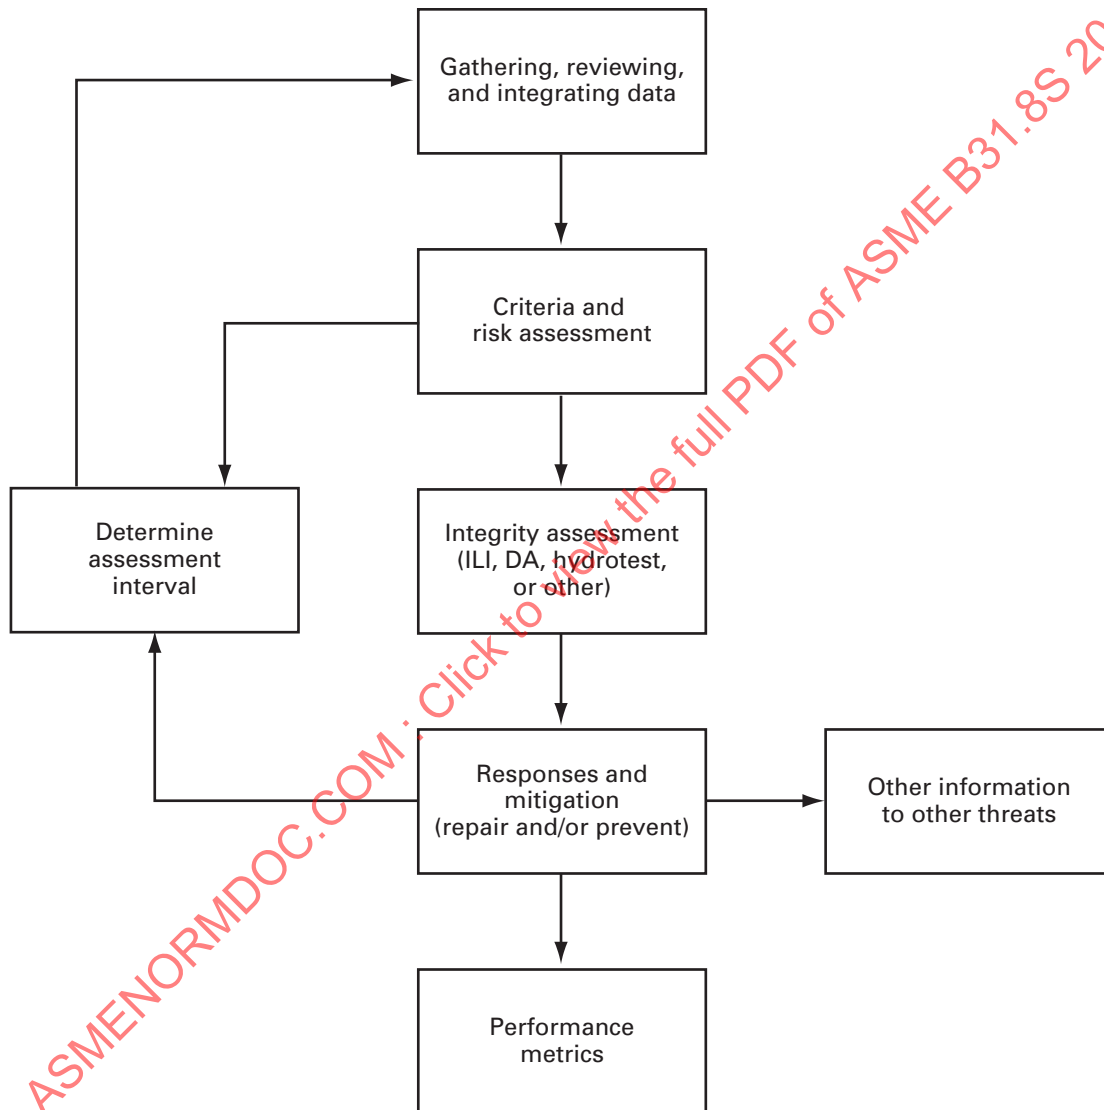 Gathering, reviewing,
and integrating data
Criteria and
risk assessment
Determine
assessment
interval
Integrity assessment
(ILI, DA, hydrotest,
or other)
Responses and
mitigation
(repair and/or prevent)
Other information
to other threats
Performance
metrics
ASMENORMDOC.COM : Click to view the full PDF of ASME B31.8S 20